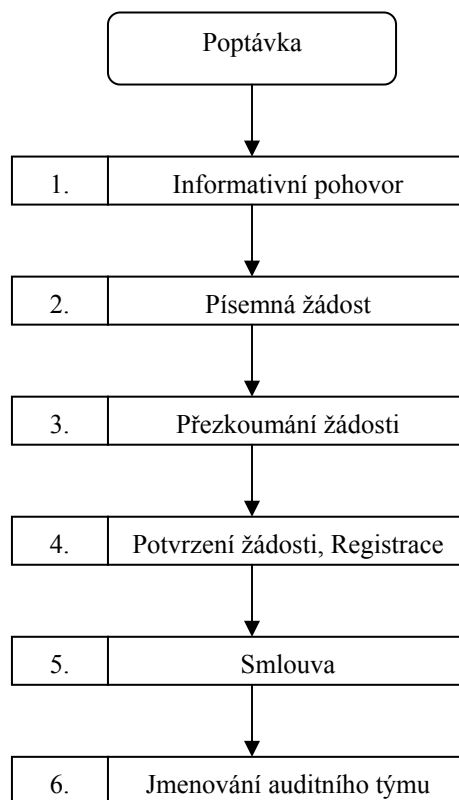 Poptávka
1. Informativní pohovor
2. Písemná žádost
3. Přezkoumání žádosti
4. Potvrzení žádosti, Registrace
5. Smlouva
6. Jmenování auditního týmu